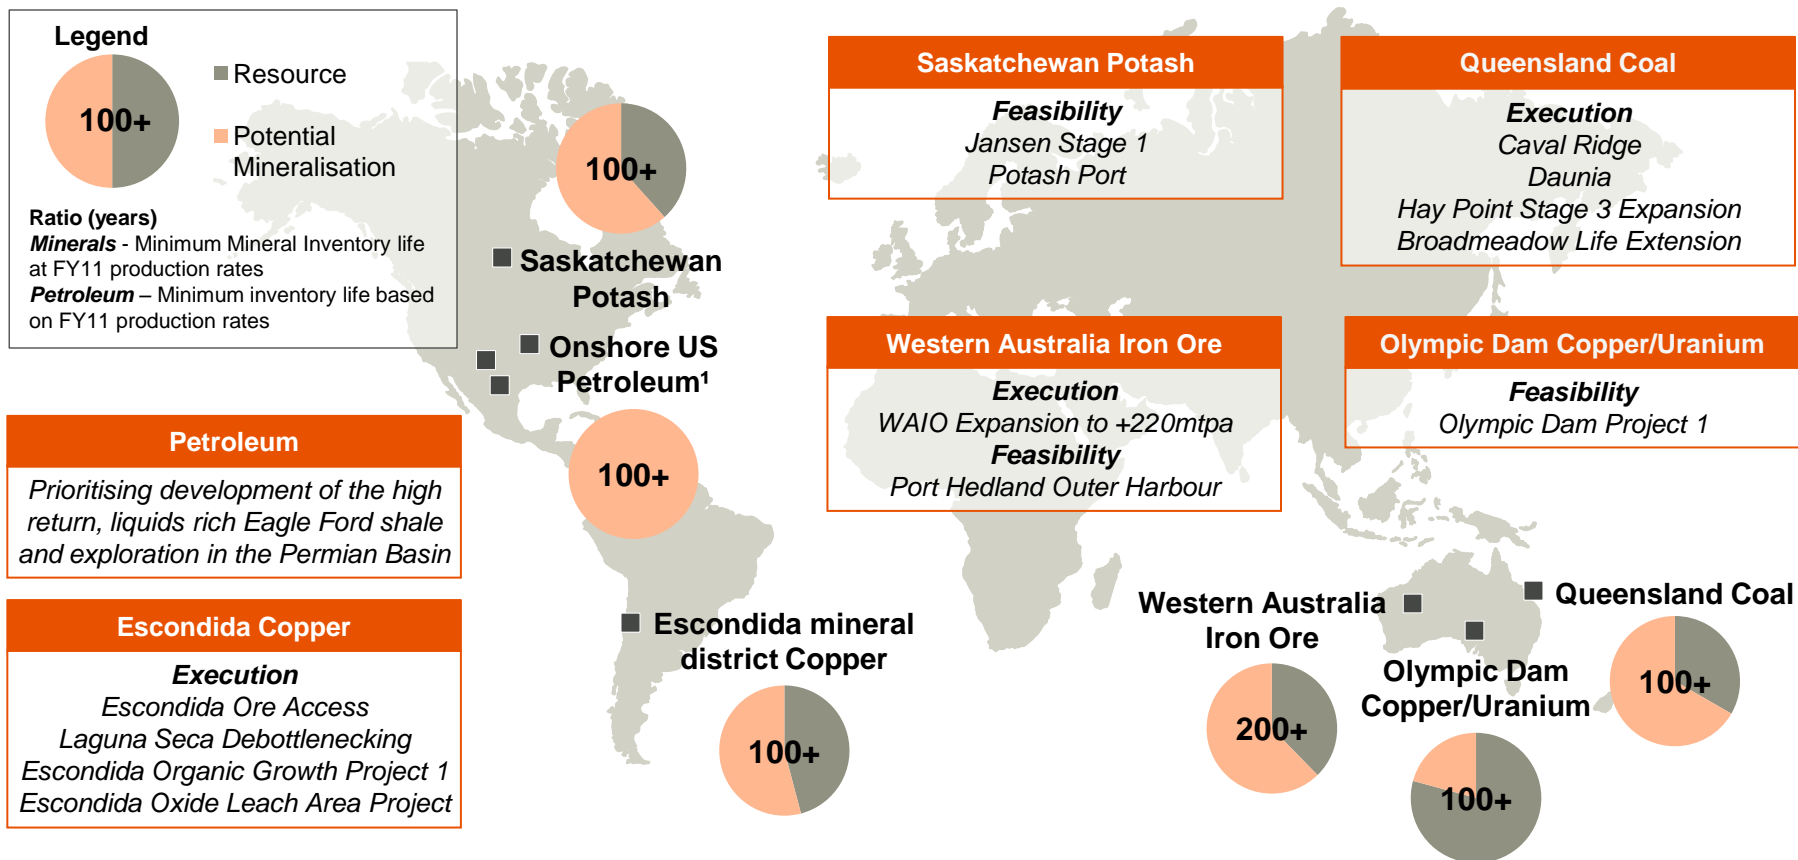 Legend
100+
Resource
Potential
Mineralisation
Ratio (years)
Minerals - Minimum Mineral Inventory life
at FY11 production rates
Petroleum – Minimum inventory life based
on FY11 production rates
100+
Saskatchewan
Potash
Onshore US
Petroleum¹
100+
Saskatchewan Potash
Feasibility
Jansen Stage 1
Potash Port
Queensland Coal
Execution
Caval Ridge
Daunia
Hay Point Stage 3 Expansion
Broadmeadow Life Extension
Western Australia Iron Ore
Execution
WAIO Expansion to +220mtpa
Feasibility
Port Hedland Outer Harbour
Olympic Dam Copper/Uranium
Feasibility
Olympic Dam Project 1
Petroleum
Prioritising development of the high
return, liquids rich Eagle Ford shale
and exploration in the Permian Basin
Escondida Copper
Execution
Escondida Ore Access
Laguna Seca Debottlenecking
Escondida Organic Growth Project 1
Escondida Oxide Leach Area Project
Escondida mineral
district Copper
100+
Western Australia
Iron Ore
200+
Olympic Dam
Copper/Uranium
100+
Queensland Coal
100+